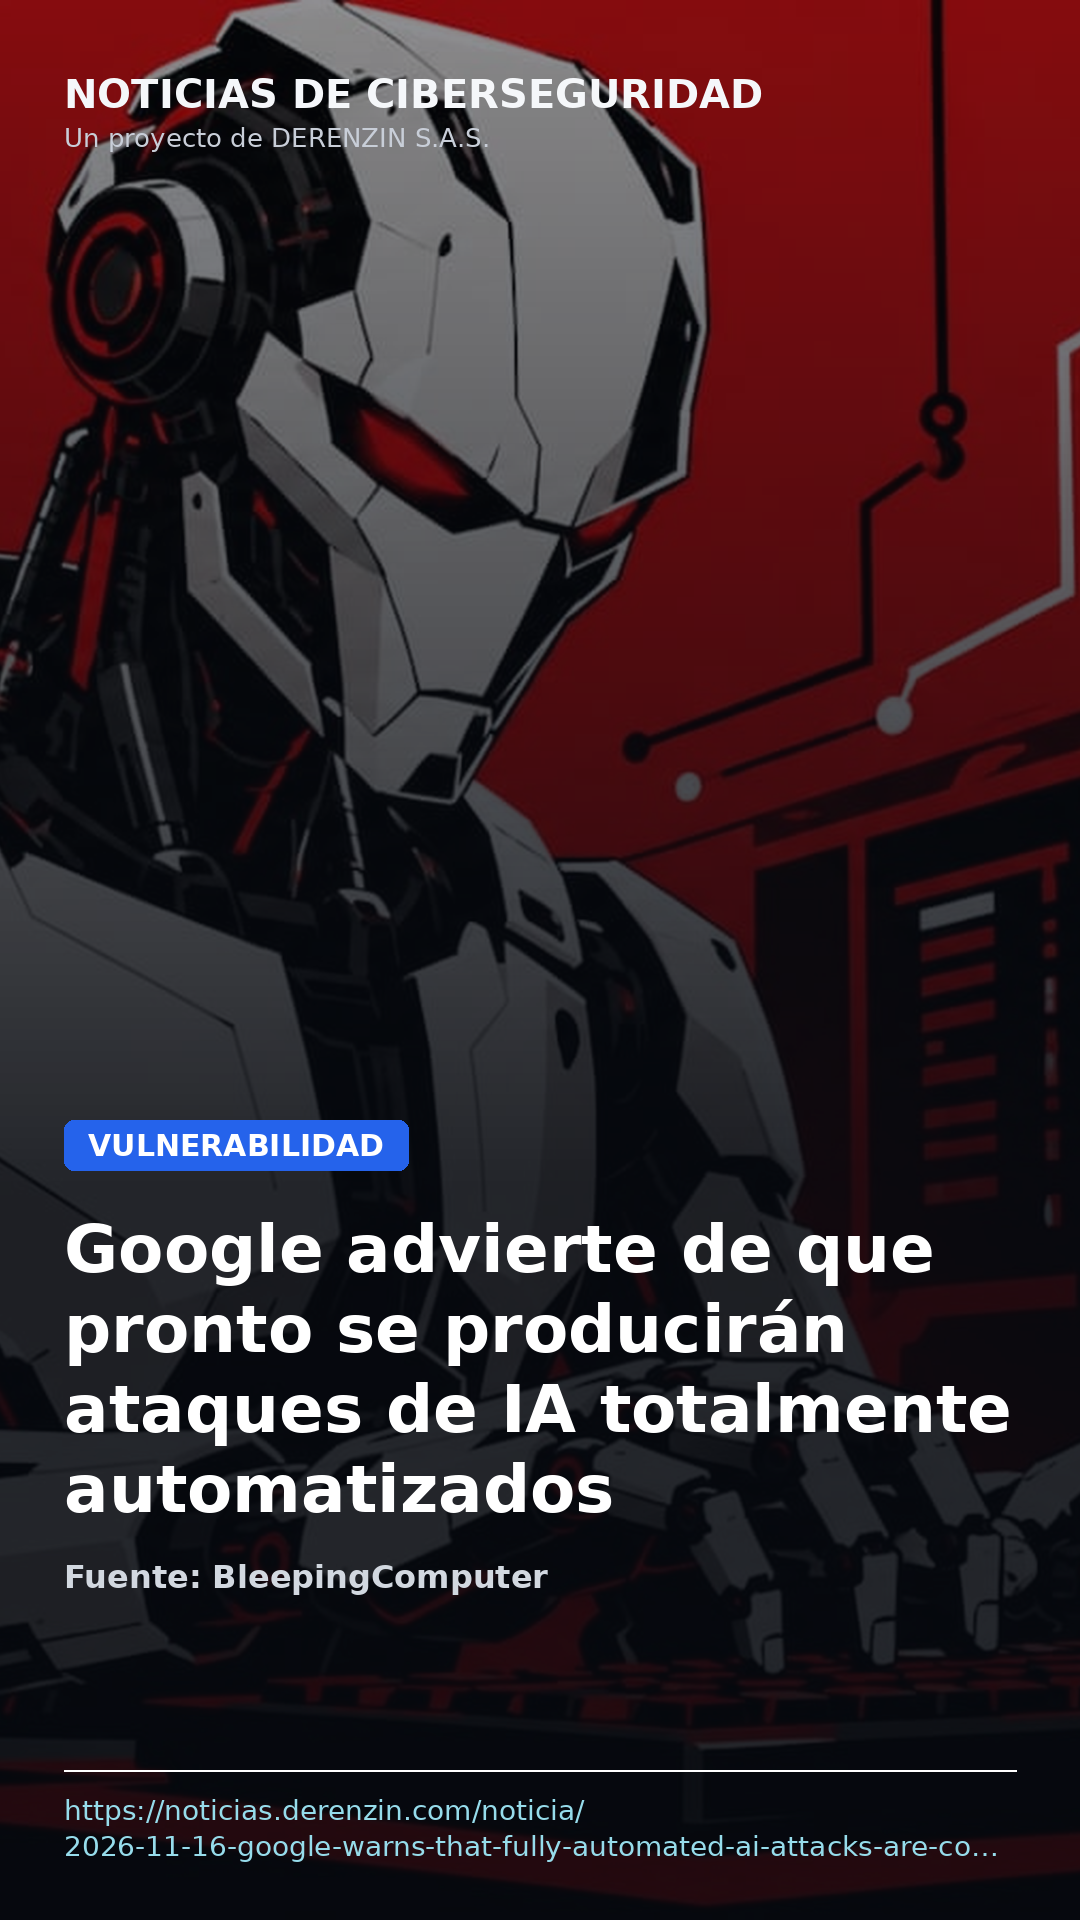 NOTICIAS DE CIBERSEGURIDAD
Un proyecto de DERENZIN S.A.S.
VULNERABILIDAD
Google advierte de que
pronto se producirán
ataques de IA totalmente
automatizados
Fuente: BleepingComputer
https://noticias.derenzin.com/noticia/
2026-11-16-google-warns-that-fully-automated-ai-attacks-are-co...